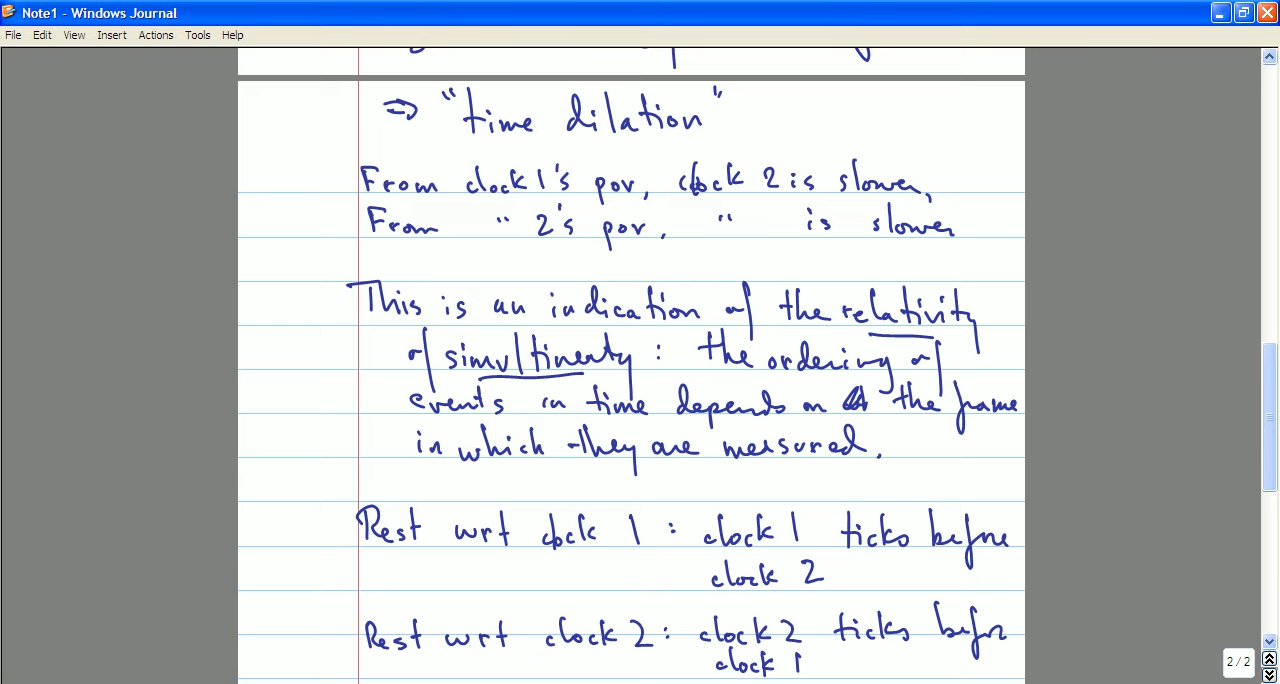 Note1 - Windows Journal
File Edit View Insert Actions Tools Help
⇒ "time dilation"
From clock 1's pov, clock 2 is slower,
From " 2's pov, " is slower
This is an indication of the relativity
of simultinenty : the ordering of
events in time depends on the frame
in which they are measured.
Rest wrt clock 1 : clock 1 ticks before
clock 2
Rest wrt clock 2 : clock 2 ticks before
clock 1
2 / 2